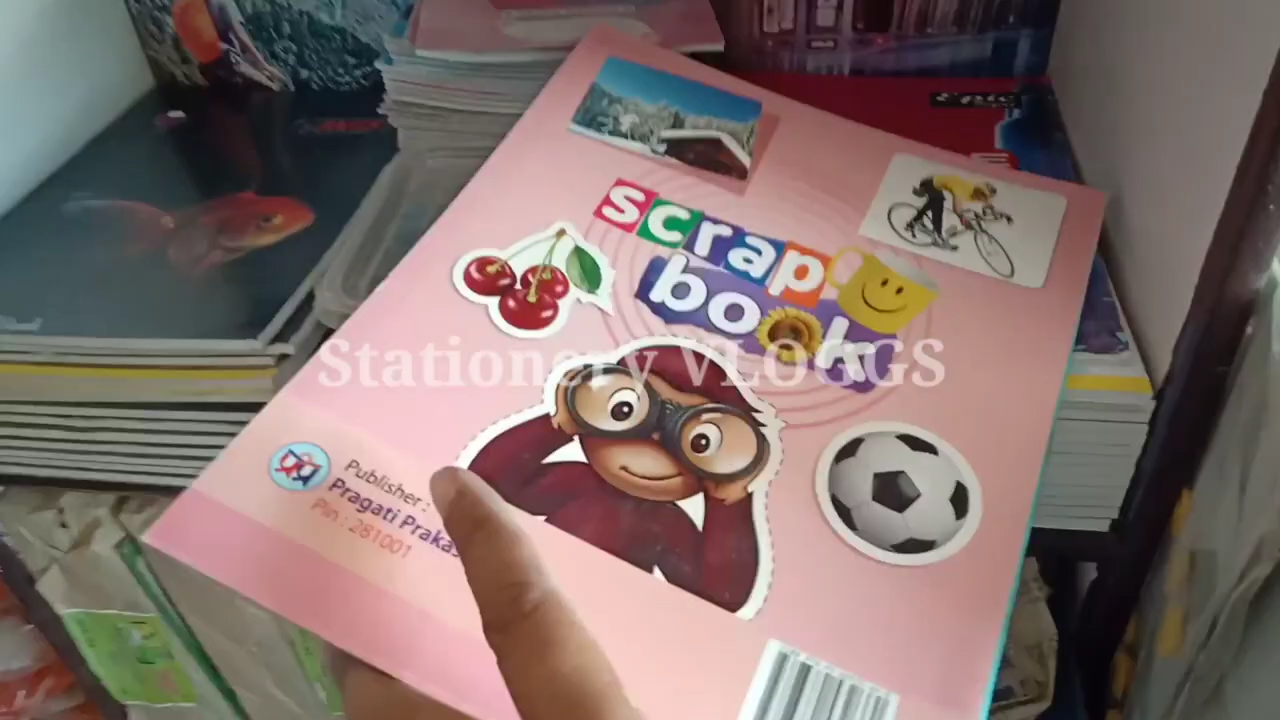 scrap
book
Stationery VLOGGS
Publisher :
Pragati Prakas
Pin : 281001